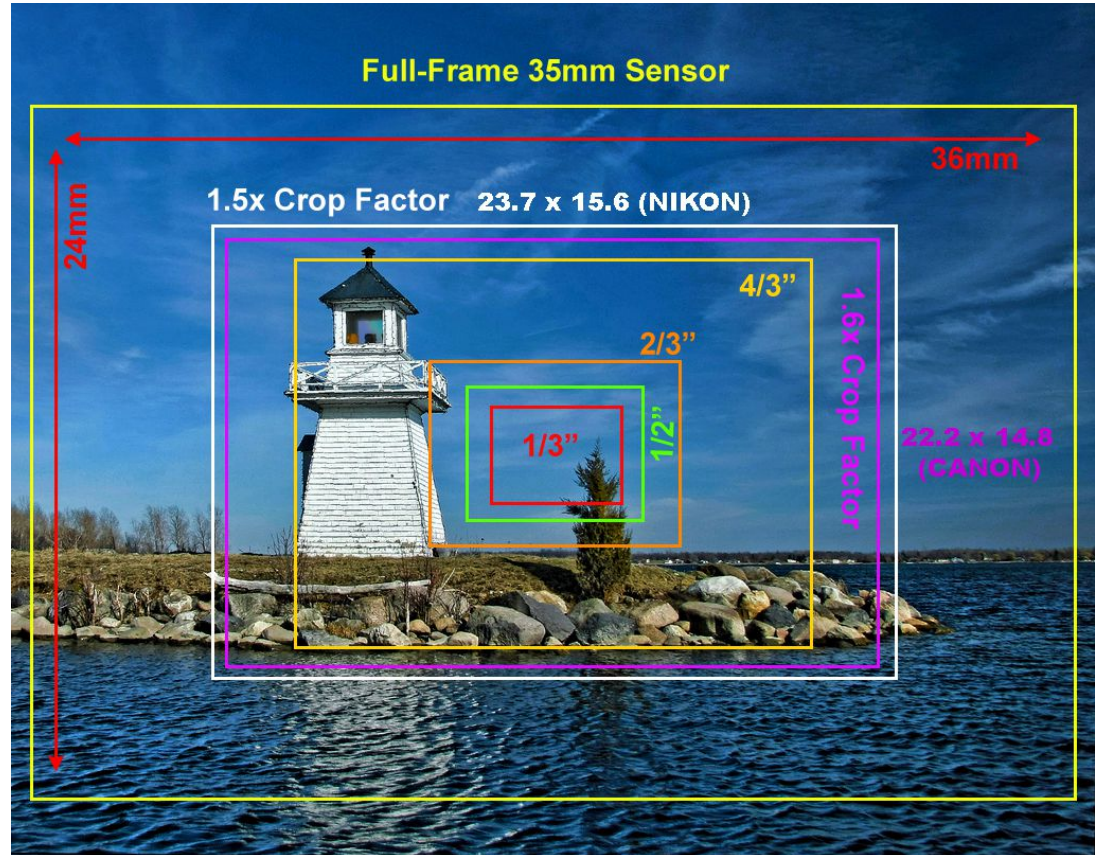 Full-Frame 35mm Sensor
36mm
24mm
1.5x Crop Factor 23.7 x 15.6 (NIKON)
4/3”
1.6x Crop Factor
2/3”
1/2”
1/3”
22.2 x 14.8
(CANON)